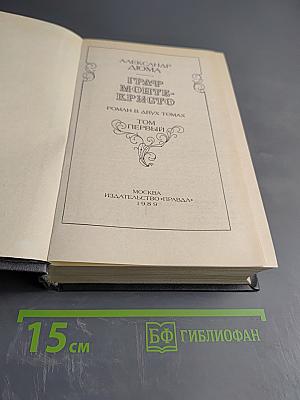 АЛЕКСАНДР
ДЮМА
ГРАФ
МОНТЕ-
КРИСТО
РОМАН В ДВУХ ТОМАХ
ТОМ
ПЕРВЫЙ
МОСКВА
ИЗДАТЕЛЬСТВО «ПРАВДА»
1989
15 см
БФ ГИБЛИОФАН